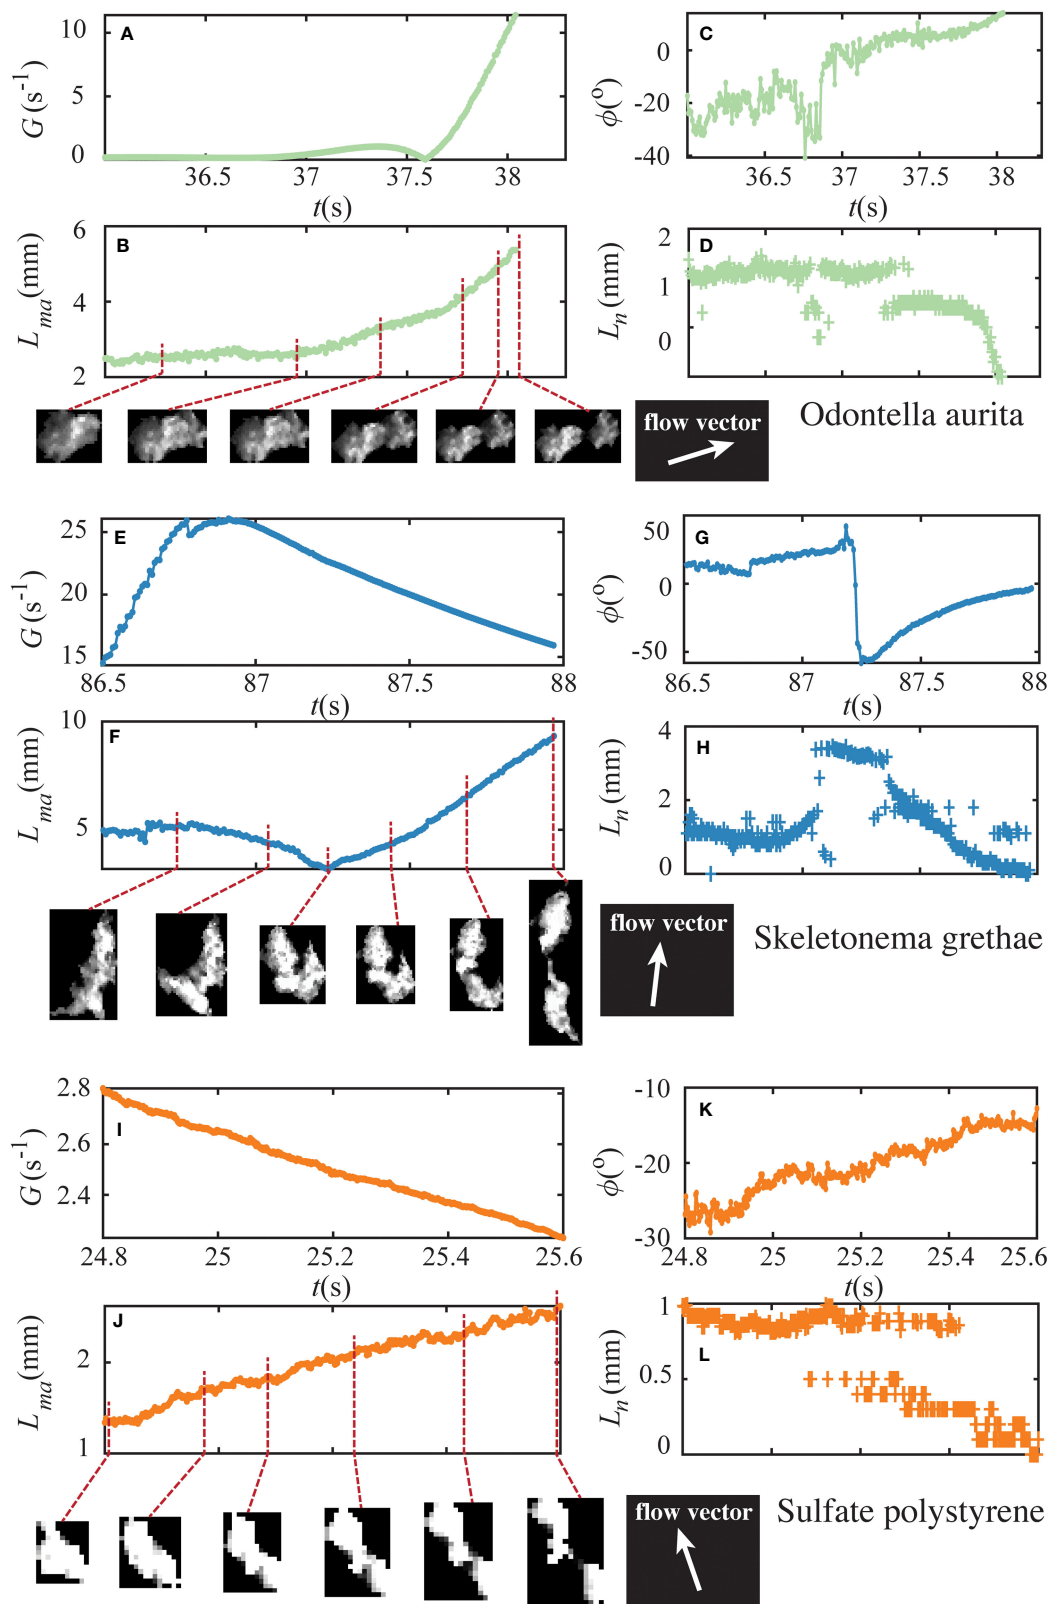 A
G (s⁻¹)
10
5
0
36.5 37 37.5 38
t(s)
C
ϕ(°)
0
-20
-40
36.5 37 37.5 38
t(s)
B
L_ma (mm)
6
4
2
D
L_n (mm)
2
1
0
flow vector
Odontella aurita
E
G (s⁻¹)
25
20
15
86.5 87 87.5 88
t(s)
G
ϕ(°)
50
0
-50
86.5 87 87.5 88
t(s)
F
L_ma (mm)
10
5
H
L_n (mm)
4
2
0
flow vector
Skeletonema grethae
I
G (s⁻¹)
2.8
2.6
2.4
24.8 25 25.2 25.4 25.6
t(s)
K
ϕ(°)
-10
-20
-30
24.8 25 25.2 25.4 25.6
t(s)
J
L_ma (mm)
2
1
L
L_n (mm)
1
0.5
0
flow vector
Sulfate polystyrene